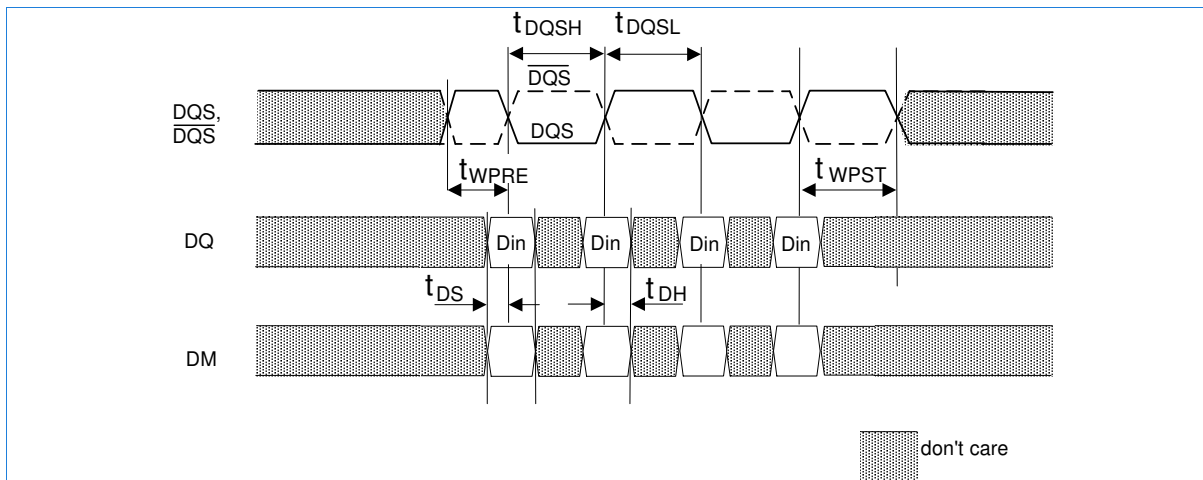 tDQSH tDQSL
DQS
DQS,
DQS
DQS
tWPRE
tWPST
DQ
Din Din Din Din
tDS
tDH
DM
don't care